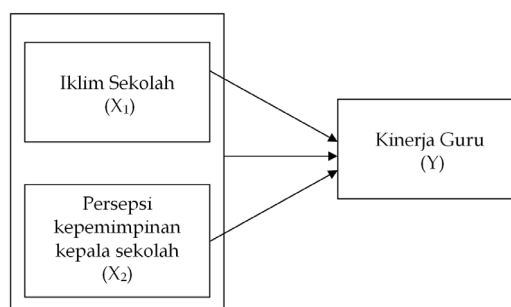 Iklim Sekolah
(X₁)
Kinerja Guru
(Y)
Persepsi
kepemimpinan
kepala sekolah
(X₂)